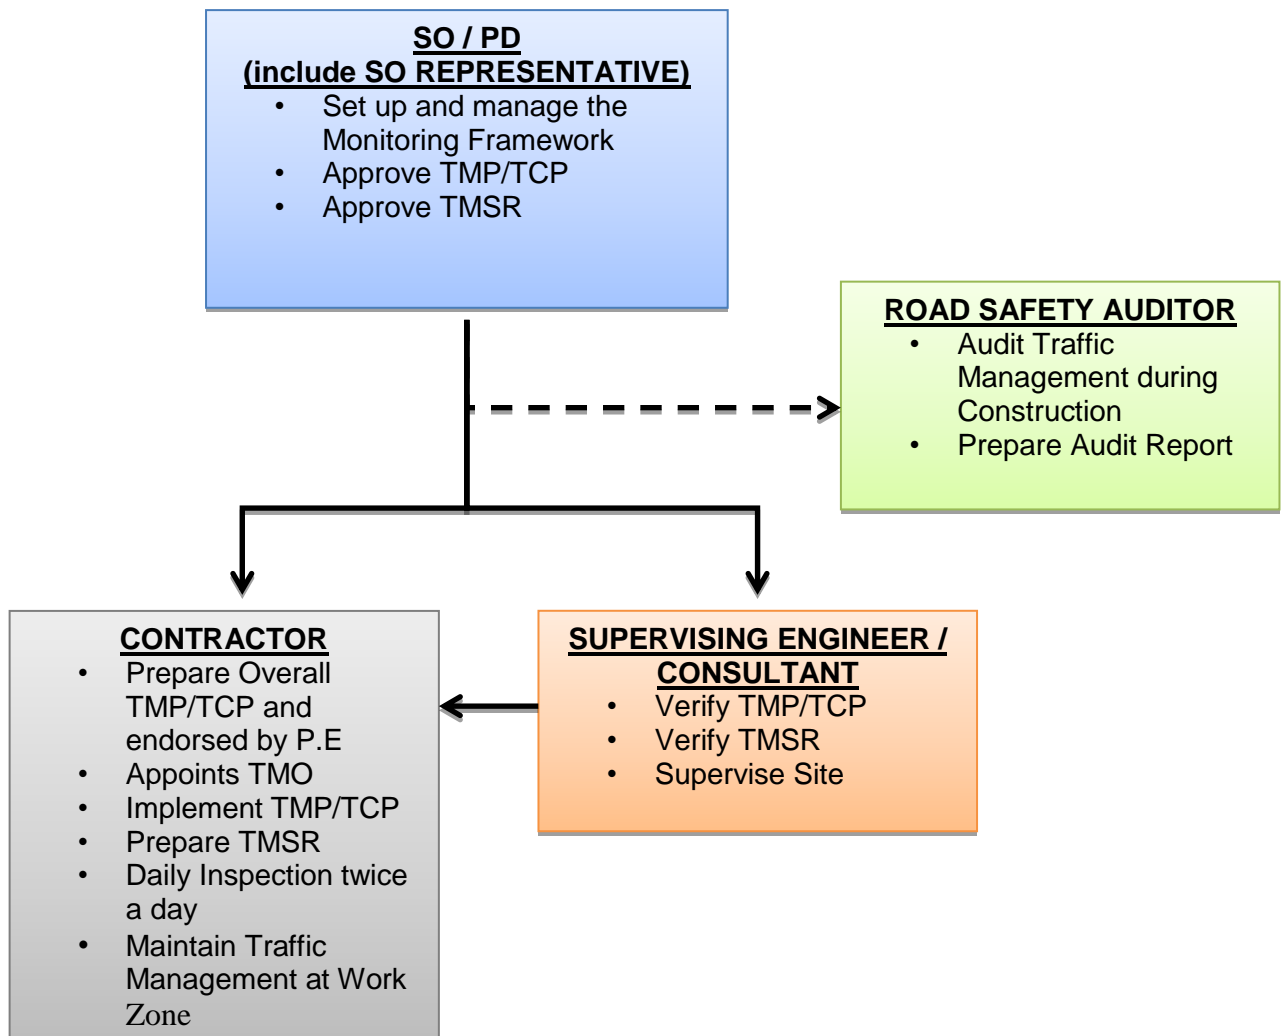 SO / PD
(include SO REPRESENTATIVE)
• Set up and manage the
Monitoring Framework
• Approve TMP/TCP
• Approve TMSR
ROAD SAFETY AUDITOR
• Audit Traffic
Management during
Construction
• Prepare Audit Report
CONTRACTOR
• Prepare Overall
TMP/TCP and
endorsed by P.E
• Appoints TMO
• Implement TMP/TCP
• Prepare TMSR
• Daily Inspection twice
a day
• Maintain Traffic
Management at Work
Zone
SUPERVISING ENGINEER /
CONSULTANT
• Verify TMP/TCP
• Verify TMSR
• Supervise Site